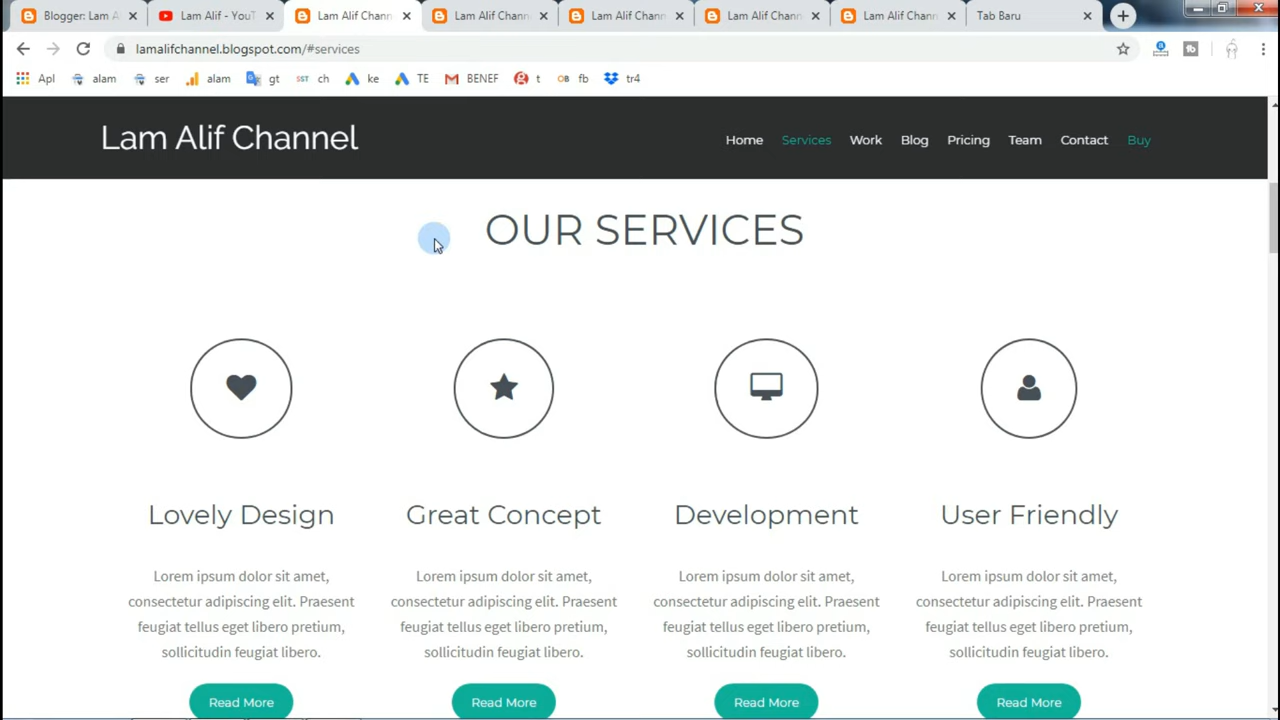 Blogger: Lam A
Lam Alif - YouT
Lam Alif Chann
Lam Alif Chann
Lam Alif Chann
Lam Alif Chann
Lam Alif Chann
Tab Baru
lamalifchannel.blogspot.com/#services
Apl alam ser alam gt SST ch ke TE BENEF t OB fb tr4
Lam Alif Channel
Home Services Work Blog Pricing Team Contact Buy
OUR SERVICES
Lovely Design
Lorem ipsum dolor sit amet,
consectetur adipiscing elit. Praesent
feugiat tellus eget libero pretium,
sollicitudin feugiat libero.
Read More
Great Concept
Lorem ipsum dolor sit amet,
consectetur adipiscing elit. Praesent
feugiat tellus eget libero pretium,
sollicitudin feugiat libero.
Read More
Development
Lorem ipsum dolor sit amet,
consectetur adipiscing elit. Praesent
feugiat tellus eget libero pretium,
sollicitudin feugiat libero.
Read More
User Friendly
Lorem ipsum dolor sit amet,
consectetur adipiscing elit. Praesent
feugiat tellus eget libero pretium,
sollicitudin feugiat libero.
Read More